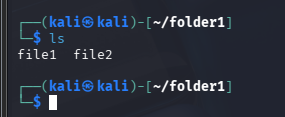 ┌──(kali㉿kali)-[~/folder1]
└─$ ls
file1  file2
┌──(kali㉿kali)-[~/folder1]
└─$